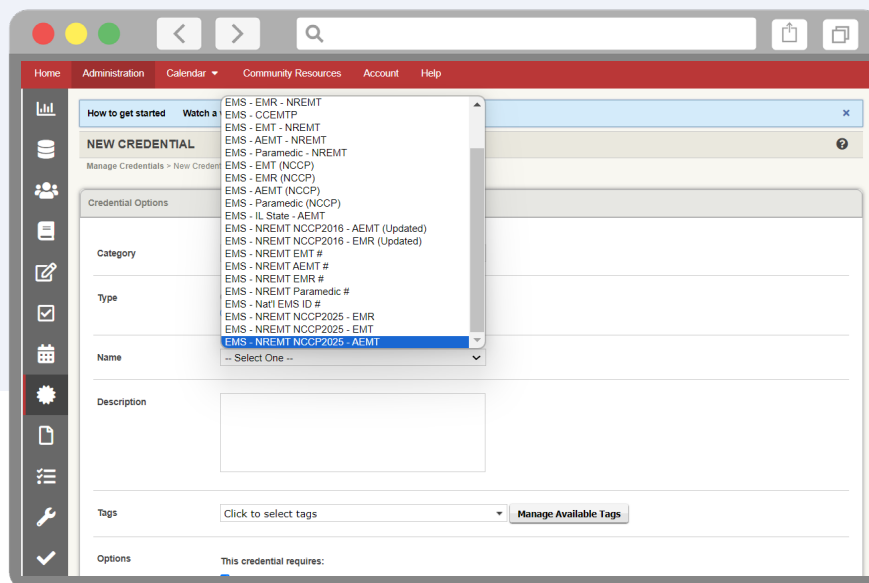 Home Administration Calendar Community Resources Account Help
How to get started Watch a
NEW CREDENTIAL
Manage Credentials > New Credent
Credential Options
Category
Type
EMS - EMR - NREMT
EMS - CCEMTP
EMS - EMT - NREMT
EMS - AEMT - NREMT
EMS - Paramedic - NREMT
EMS - EMT (NCCP)
EMS - EMR (NCCP)
EMS - AEMT (NCCP)
EMS - Paramedic (NCCP)
EMS - IL State - AEMT
EMS - NREMT NCCP2016 - AEMT (Updated)
EMS - NREMT NCCP2016 - EMR (Updated)
EMS - NREMT EMT #
EMS - NREMT AEMT #
EMS - NREMT EMR #
EMS - NREMT Paramedic #
EMS - Nat'l EMS ID #
EMS - NREMT NCCP2025 - EMR
EMS - NREMT NCCP2025 - EMT
EMS - NREMT NCCP2025 - AEMT
Name -- Select One --
Description
Tags Click to select tags Manage Available Tags
Options This credential requires: